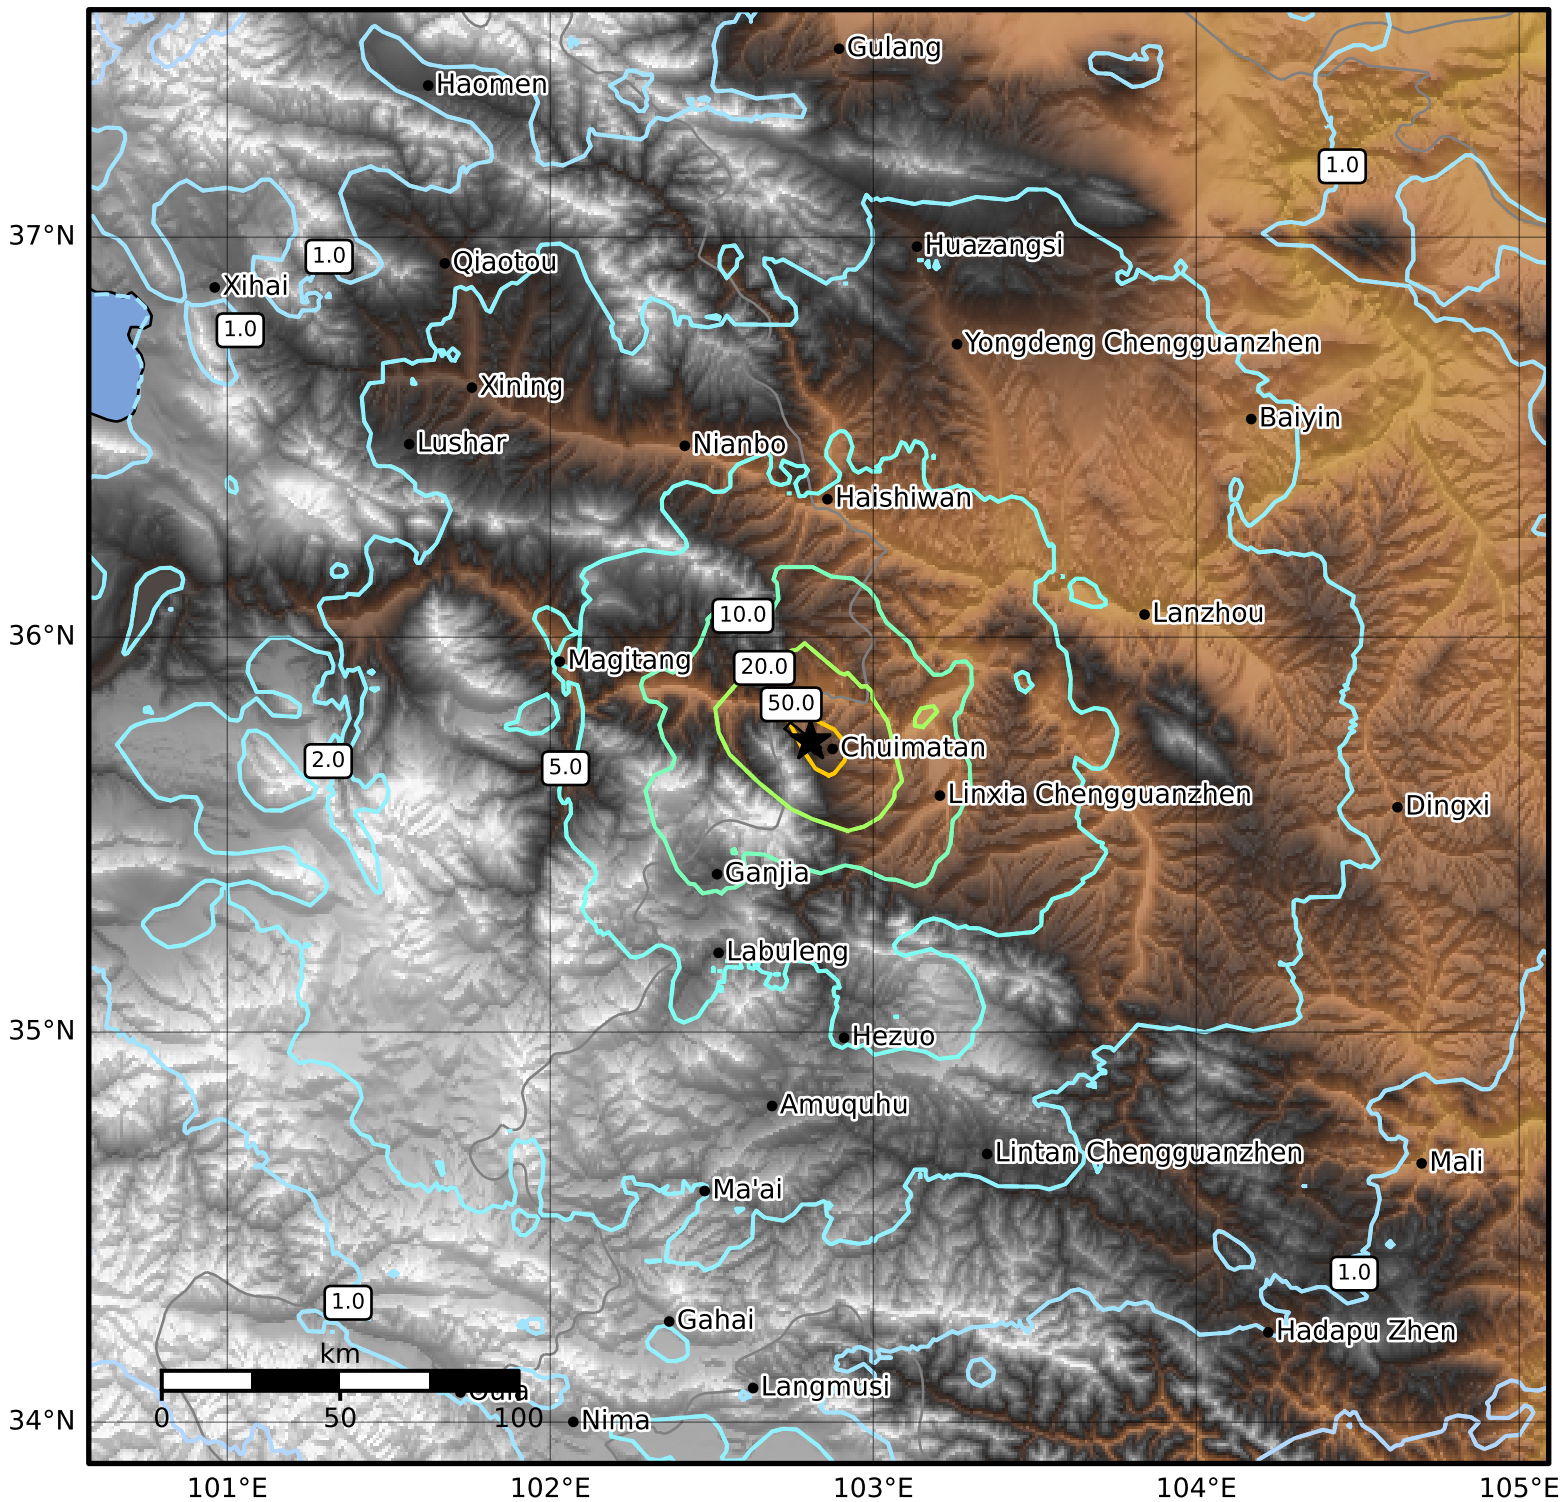 Gulang
Haomen
1.0
37°N
Huazangsi
1.0
Qiaotou
Xihai
1.0
Yongdeng Chengguanzhen
Xining
Baiyin
Lushar
Nianbo
Haishiwan
10.0
Lanzhou
36°N
Magitang
20.0
50.0
Chuimatan
2.0
5.0
Linxia Chengguanzhen
Dingxi
Ganjia
Labuleng
35°N
Hezuo
Amuquhu
Lintan Chengguanzhen
Mali
Ma'ai
1.0
1.0
Gahai
Hadapu Zhen
km
Langmusi
0 50 100
34°N
Nima
101°E 102°E 103°E 104°E 105°E